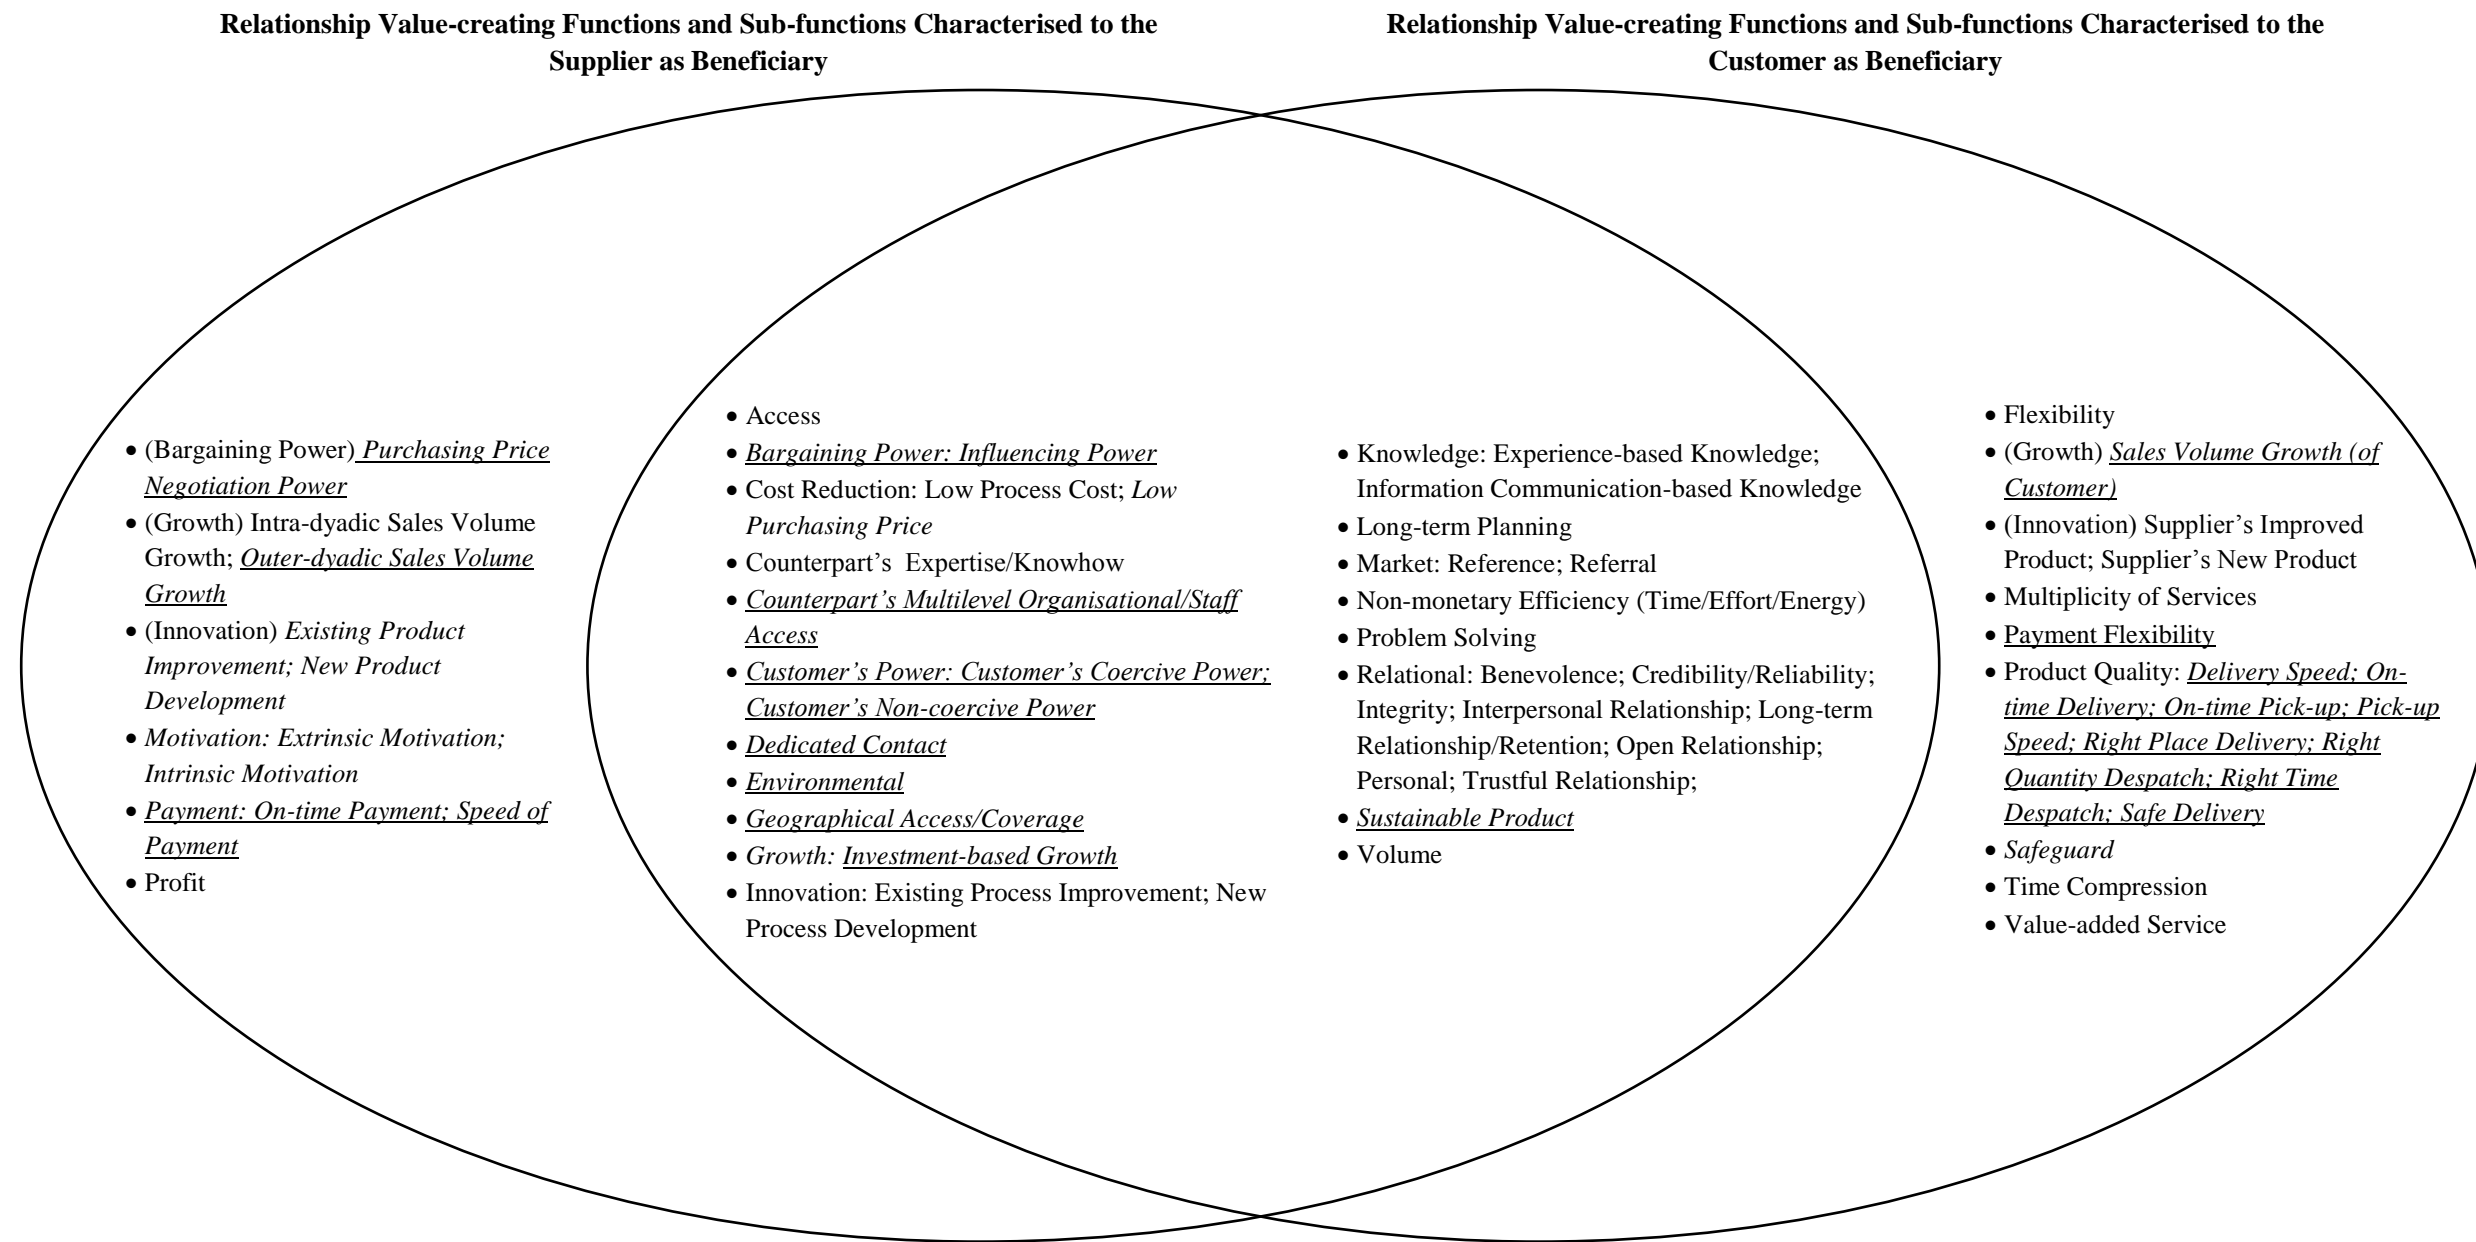 Relationship Value-creating Functions and Sub-functions Characterised to the
Supplier as Beneficiary
Relationship Value-creating Functions and Sub-functions Characterised to the
Customer as Beneficiary
• (Bargaining Power) Purchasing Price
Negotiation Power
• (Growth) Intra-dyadic Sales Volume
Growth; Outer-dyadic Sales Volume
Growth
• (Innovation) Existing Product
Improvement; New Product
Development
• Motivation: Extrinsic Motivation;
Intrinsic Motivation
• Payment: On-time Payment; Speed of
Payment
• Profit
• Access
• Bargaining Power: Influencing Power
• Cost Reduction: Low Process Cost; Low
Purchasing Price
• Counterpart’s Expertise/Knowhow
• Counterpart’s Multilevel Organisational/Staff
Access
• Customer’s Power: Customer’s Coercive Power;
Customer’s Non-coercive Power
• Dedicated Contact
• Environmental
• Geographical Access/Coverage
• Growth: Investment-based Growth
• Innovation: Existing Process Improvement; New
Process Development
• Knowledge: Experience-based Knowledge;
Information Communication-based Knowledge
• Long-term Planning
• Market: Reference; Referral
• Non-monetary Efficiency (Time/Effort/Energy)
• Problem Solving
• Relational: Benevolence; Credibility/Reliability;
Integrity; Interpersonal Relationship; Long-term
Relationship/Retention; Open Relationship;
Personal; Trustful Relationship;
• Sustainable Product
• Volume
• Flexibility
• (Growth) Sales Volume Growth (of
Customer)
• (Innovation) Supplier’s Improved
Product; Supplier’s New Product
• Multiplicity of Services
• Payment Flexibility
• Product Quality: Delivery Speed; On-
time Delivery; On-time Pick-up; Pick-up
Speed; Right Place Delivery; Right
Quantity Despatch; Right Time
Despatch; Safe Delivery
• Safeguard
• Time Compression
• Value-added Service